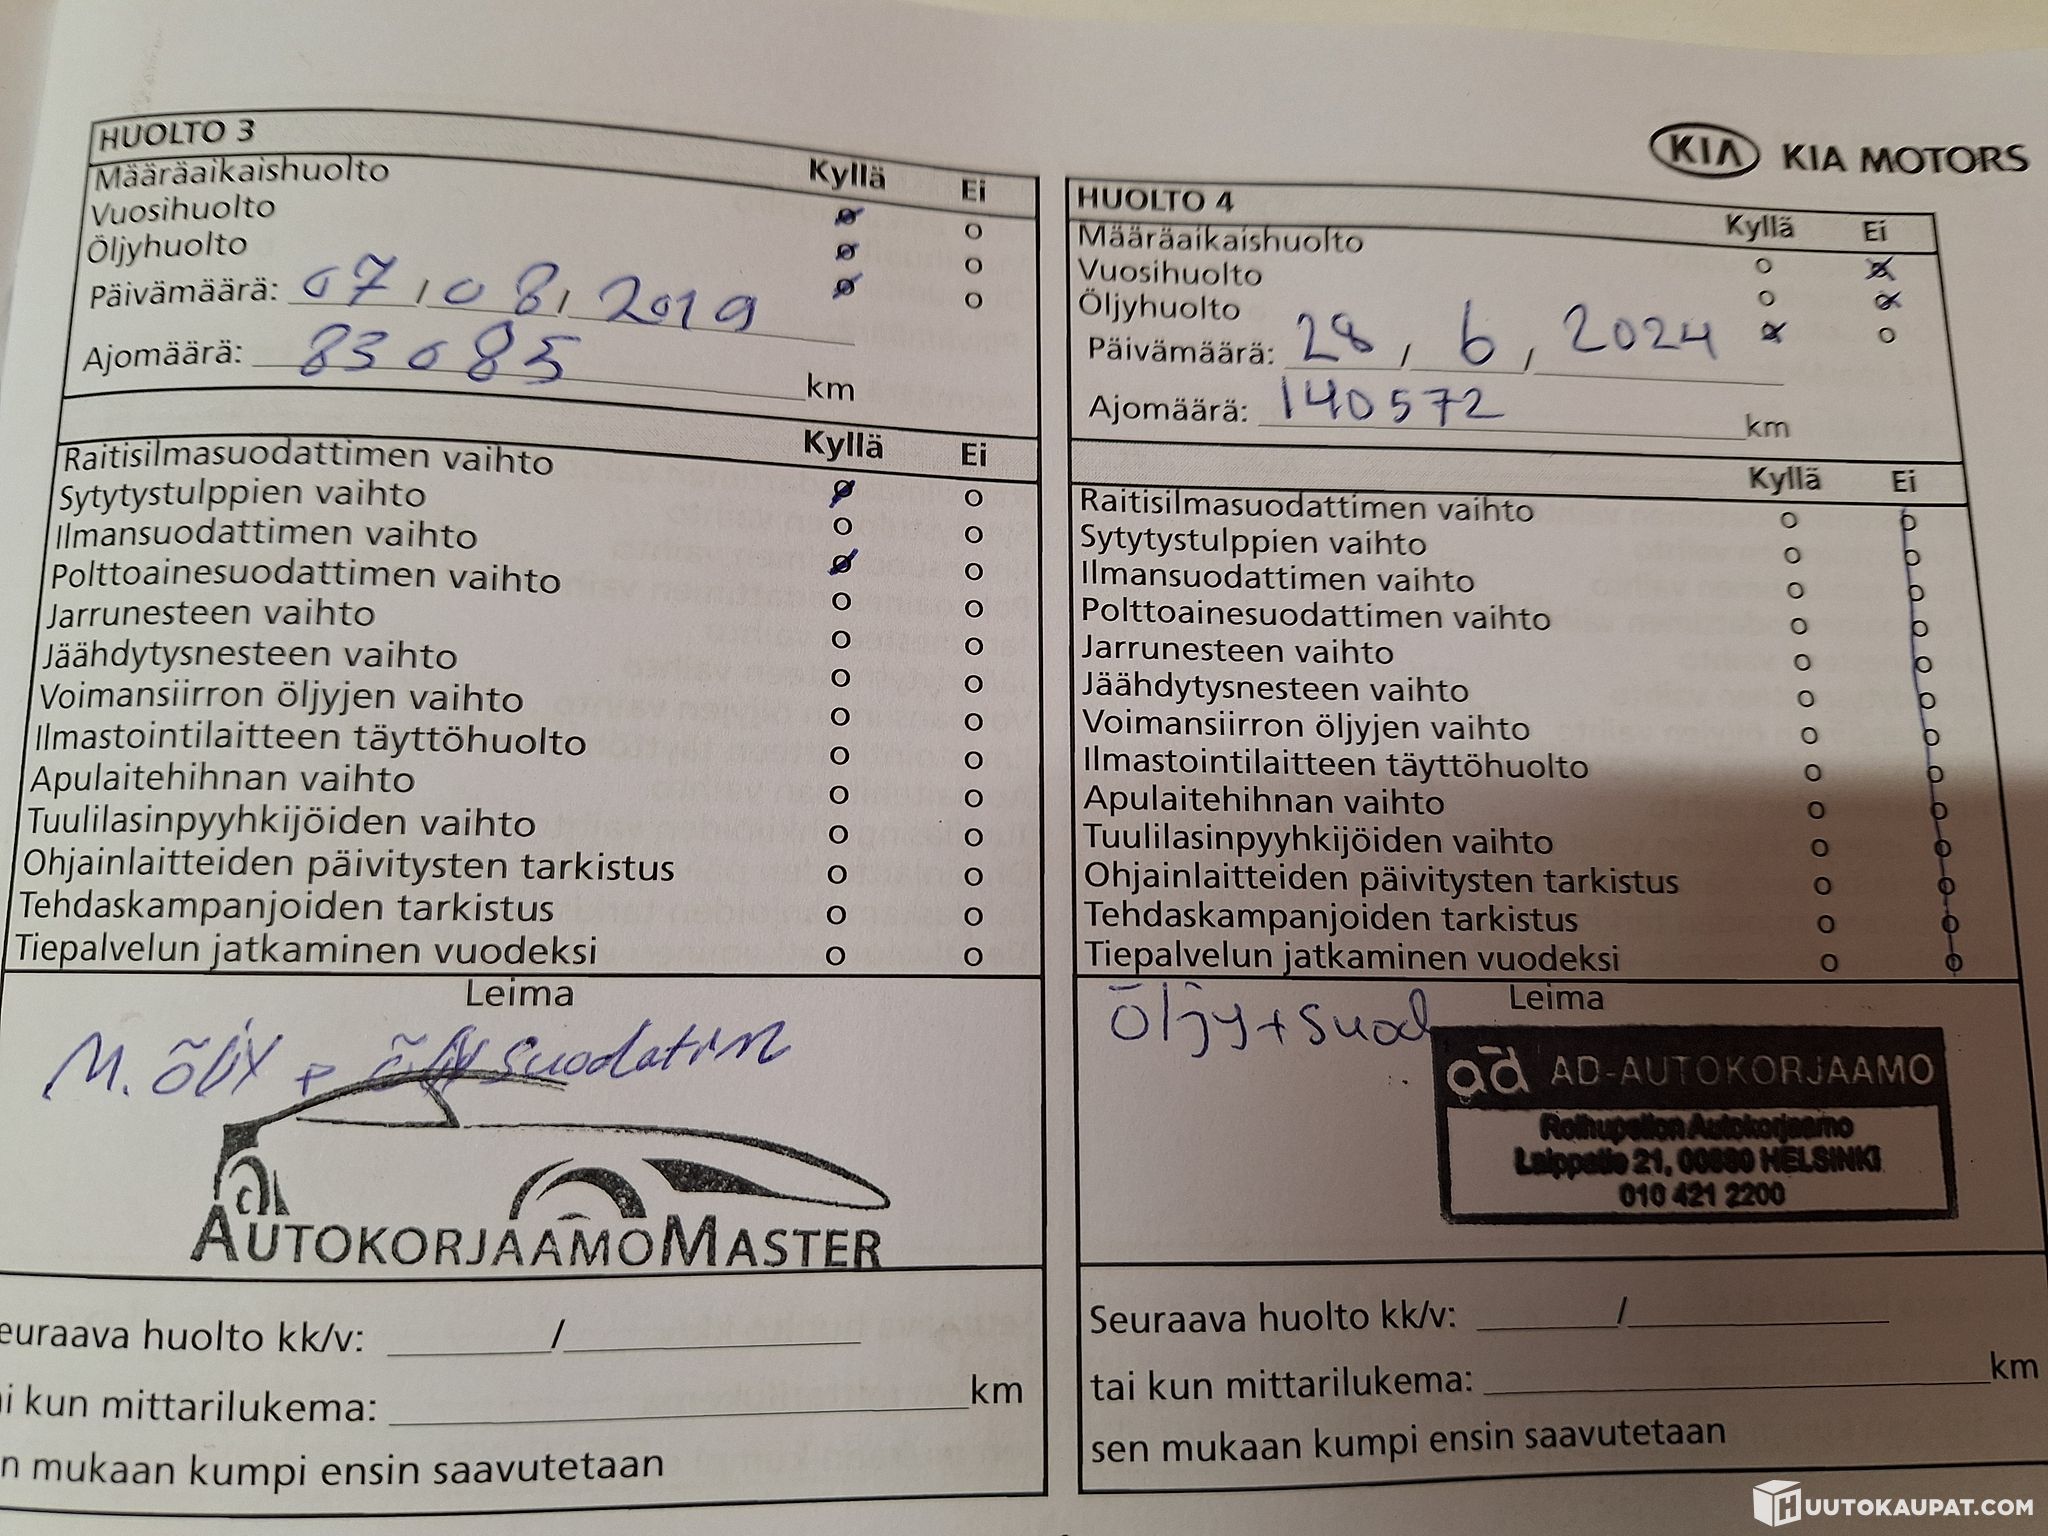 HUOLTO 3
Kyllä Ei
Määräaikaishuolto
Vuosihuolto
Öljyhuolto
Päivämäärä: 07 / 08 / 2019
Ajomäärä: 83085 km
Kyllä Ei
Raitisilmasuodattimen vaihto
Sytytystulppien vaihto
Ilmansuodattimen vaihto
Polttoainesuodattimen vaihto
Jarrunesteen vaihto
Jäähdytysnesteen vaihto
Voimansiirron öljyjen vaihto
Ilmastointilaitteen täyttöhuolto
Apulaitehihnan vaihto
Tuulilasinpyyhkijöiden vaihto
Ohjainlaitteiden päivitysten tarkistus
Tehdaskampanjoiden tarkistus
Tiepalvelun jatkaminen vuodeksi
Leima
M. +
AUTOKORJAAMOMASTER
euraava huolto kk/v: /
i kun mittarilukema: km
n mukaan kumpi ensin saavutetaan
KIA KIA MOTORS
HUOLTO 4
Kyllä Ei
Määräaikaishuolto
Vuosihuolto
Öljyhuolto
Päivämäärä: 28 / 6 / 2024
Ajomäärä: 140572 km
Kyllä Ei
Raitisilmasuodattimen vaihto
Sytytystulppien vaihto
Ilmansuodattimen vaihto
Polttoainesuodattimen vaihto
Jarrunesteen vaihto
Jäähdytysnesteen vaihto
Voimansiirron öljyjen vaihto
Ilmastointilaitteen täyttöhuolto
Apulaitehihnan vaihto
Tuulilasinpyyhkijöiden vaihto
Ohjainlaitteiden päivitysten tarkistus
Tehdaskampanjoiden tarkistus
Tiepalvelun jatkaminen vuodeksi
Leima
öljy + suod
ad AD-AUTOKORJAAMO
Roihupellon Autokorjaamo
Laippatie 21, 00880 HELSINKI
010 421 2200
Seuraava huolto kk/v: /
tai kun mittarilukema: km
sen mukaan kumpi ensin saavutetaan
HUUTOKAUPAT.COM